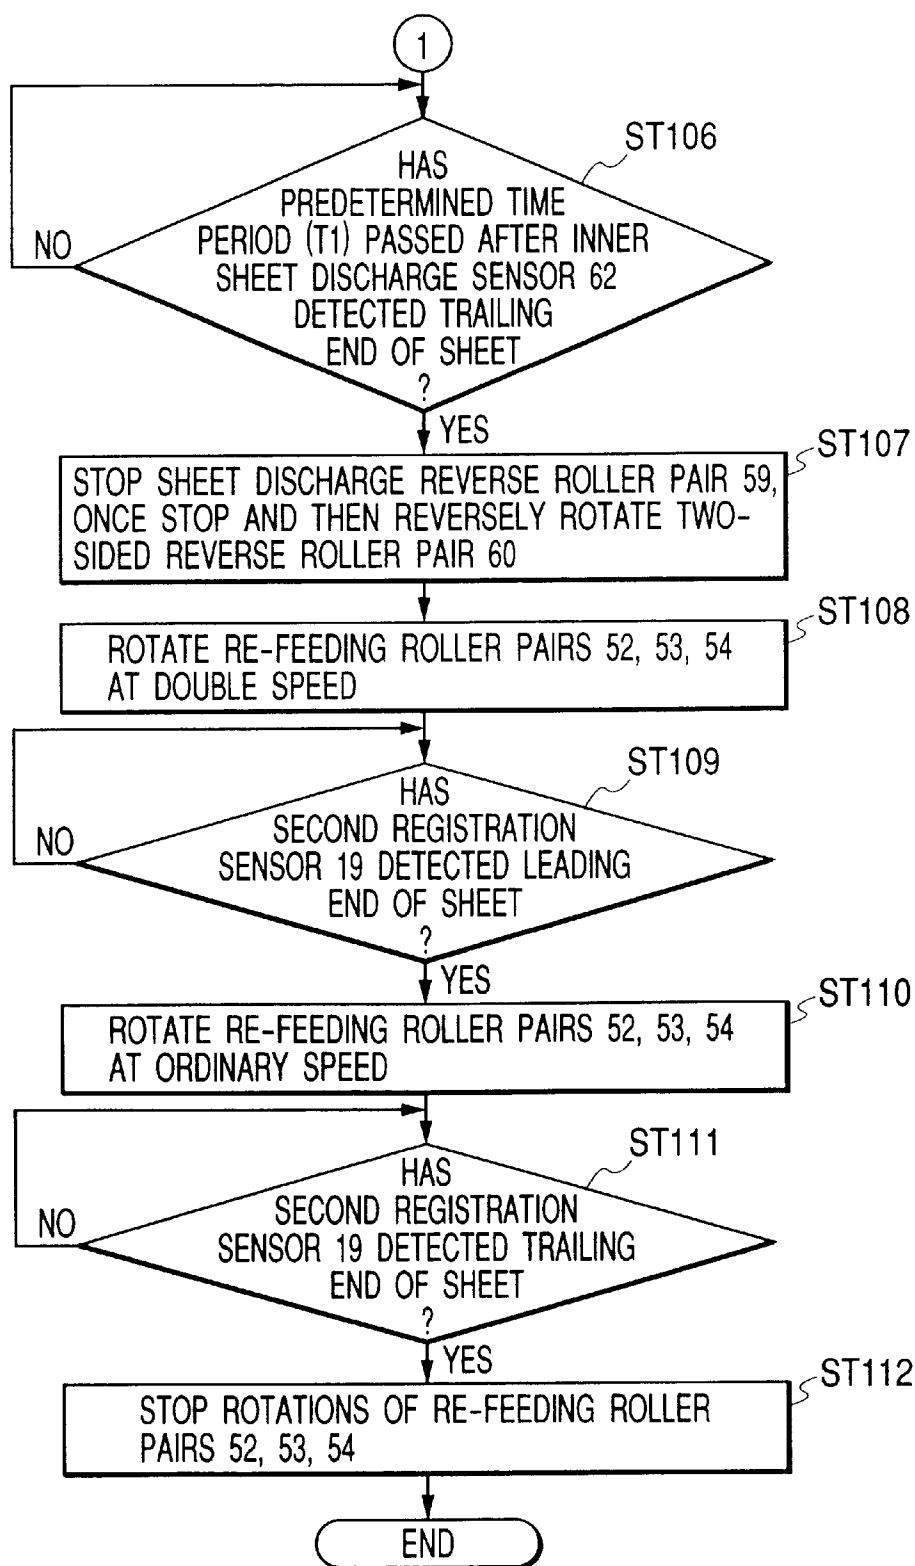 1
ST106
HAS
PREDETERMINED TIME
PERIOD (T1) PASSED AFTER INNER
SHEET DISCHARGE SENSOR 62
DETECTED TRAILING
END OF SHEET
?
NO
YES
ST107
STOP SHEET DISCHARGE REVERSE ROLLER PAIR 59,
ONCE STOP AND THEN REVERSELY ROTATE TWO-
SIDED REVERSE ROLLER PAIR 60
ST108
ROTATE RE-FEEDING ROLLER PAIRS 52, 53, 54
AT DOUBLE SPEED
ST109
HAS
SECOND REGISTRATION
SENSOR 19 DETECTED LEADING
END OF SHEET
?
NO
YES
ST110
ROTATE RE-FEEDING ROLLER PAIRS 52, 53, 54
AT ORDINARY SPEED
ST111
HAS
SECOND REGISTRATION
SENSOR 19 DETECTED TRAILING
END OF SHEET
?
NO
YES
ST112
STOP ROTATIONS OF RE-FEEDING ROLLER
PAIRS 52, 53, 54
END